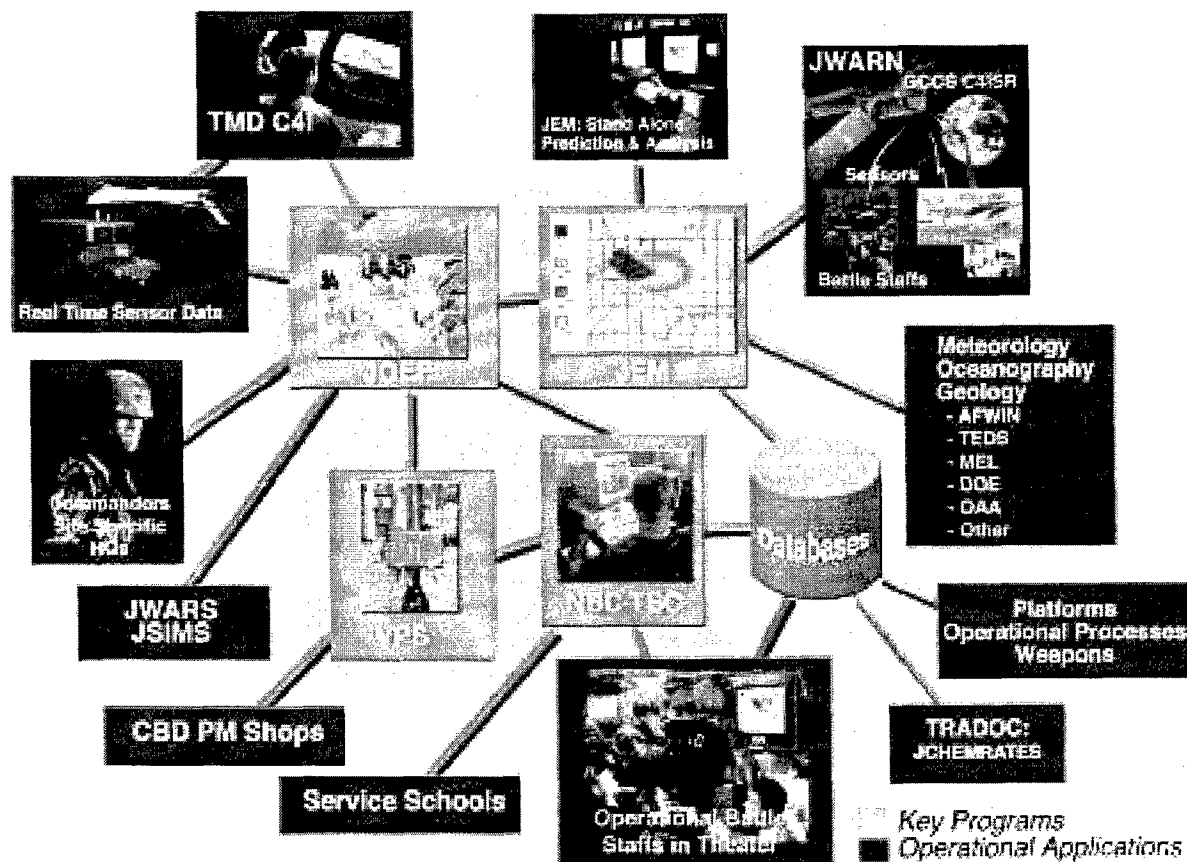 TMD C4I
JEM: Stand Alone
Prediction & Analysis
JWARN
GCCS C4ISR
Sensors
Battle Staffs
Real Time Sensor Data
JOEF
JEM
Meteorology
Oceanography
Geology
- AFWIN
- TEDS
- MEL
- DOE
- OAA
- Other
Commanders
Site-Specific
HQs
JWARS
JSIMS
VPS
NBC-TSC
Databases
Platforms
Operational Processes
Weapons
CBD PM Shops
TRADOC:
JCHEMRATES
Service Schools
Operational Battle
Staffs in Theater
Key Programs
Operational Applications